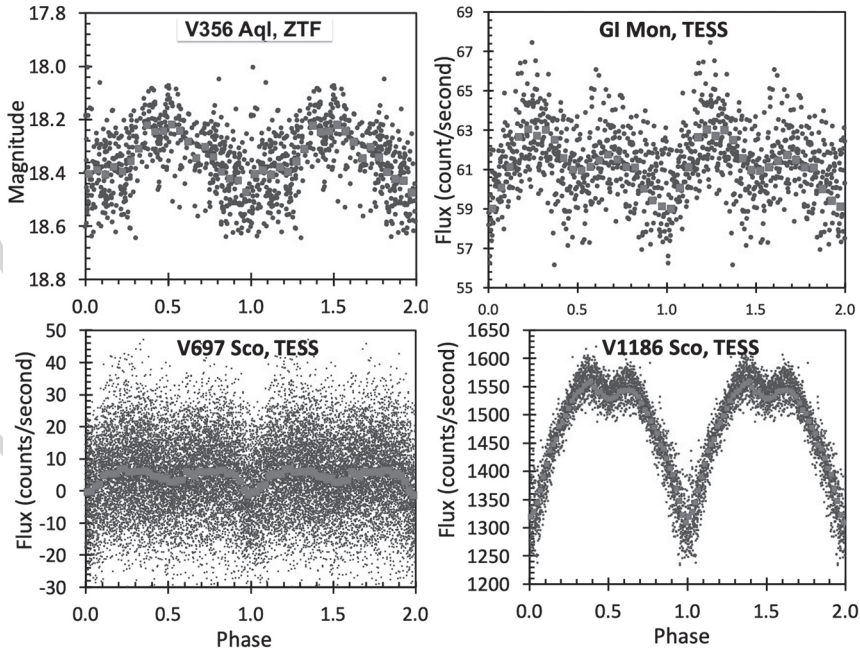 V356 Aql, ZTF
Magnitude
17.8
18.0
18.2
18.4
18.6
18.8
0.0 0.5 1.0 1.5 2.0
GI Mon, TESS
Flux (count/second)
69
67
65
63
61
59
57
55
0.0 0.5 1.0 1.5 2.0
V697 Sco, TESS
Flux (counts/second)
50
40
30
20
10
0
-10
-20
-30
0.0 0.5 1.0 1.5 2.0
Phase
V1186 Sco, TESS
Flux (counts/second)
1650
1600
1550
1500
1450
1400
1350
1300
1250
1200
0.0 0.5 1.0 1.5 2.0
Phase